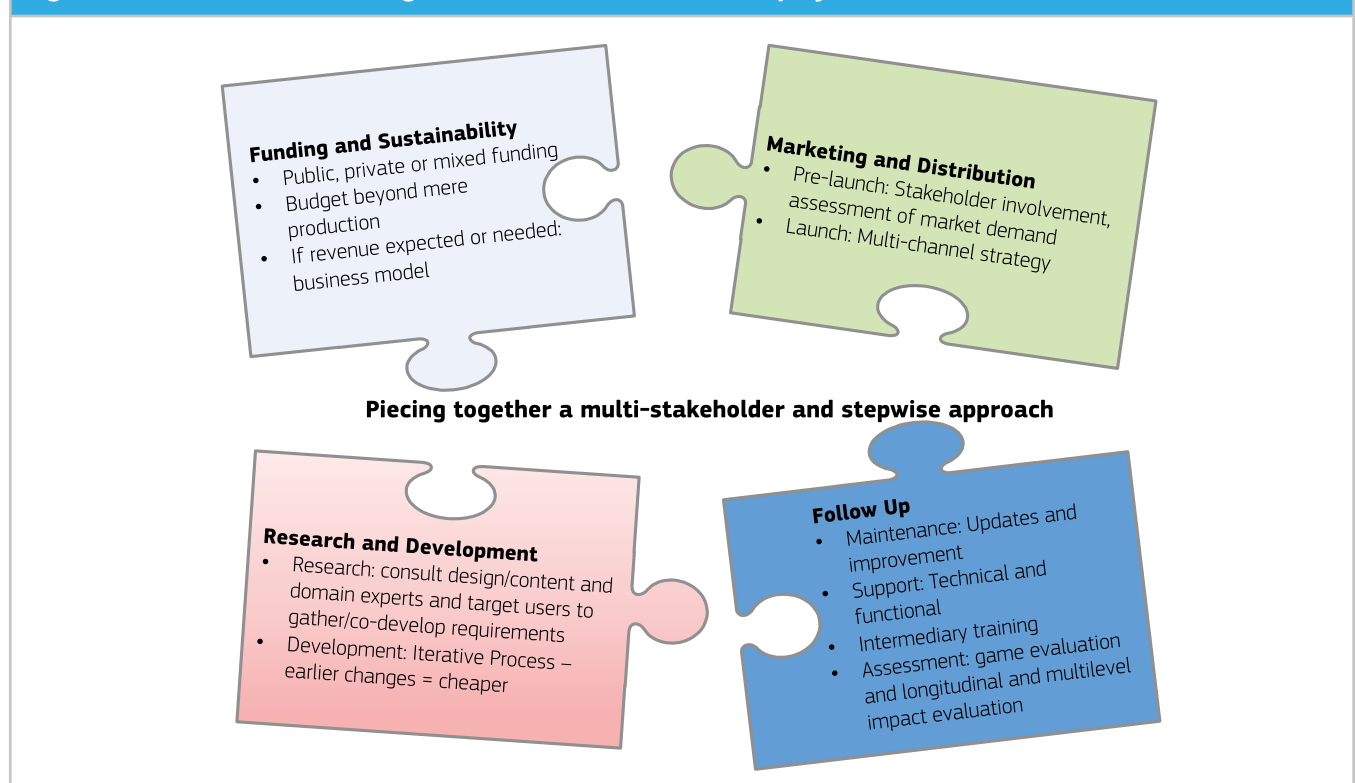 Funding and Sustainability
• Public, private or mixed funding
• Budget beyond mere
production
• If revenue expected or needed:
business model
Marketing and Distribution
• Pre-launch: Stakeholder involvement,
assessment of market demand
• Launch: Multi-channel strategy
Piecing together a multi-stakeholder and stepwise approach
Research and Development
• Research: consult design/content and
domain experts and target users to
gather/co-develop requirements
• Development: Iterative Process –
earlier changes = cheaper
Follow Up
• Maintenance: Updates and
improvement
• Support: Technical and
functional
• Intermediary training
• Assessment: game evaluation
and longitudinal and multilevel
impact evaluation